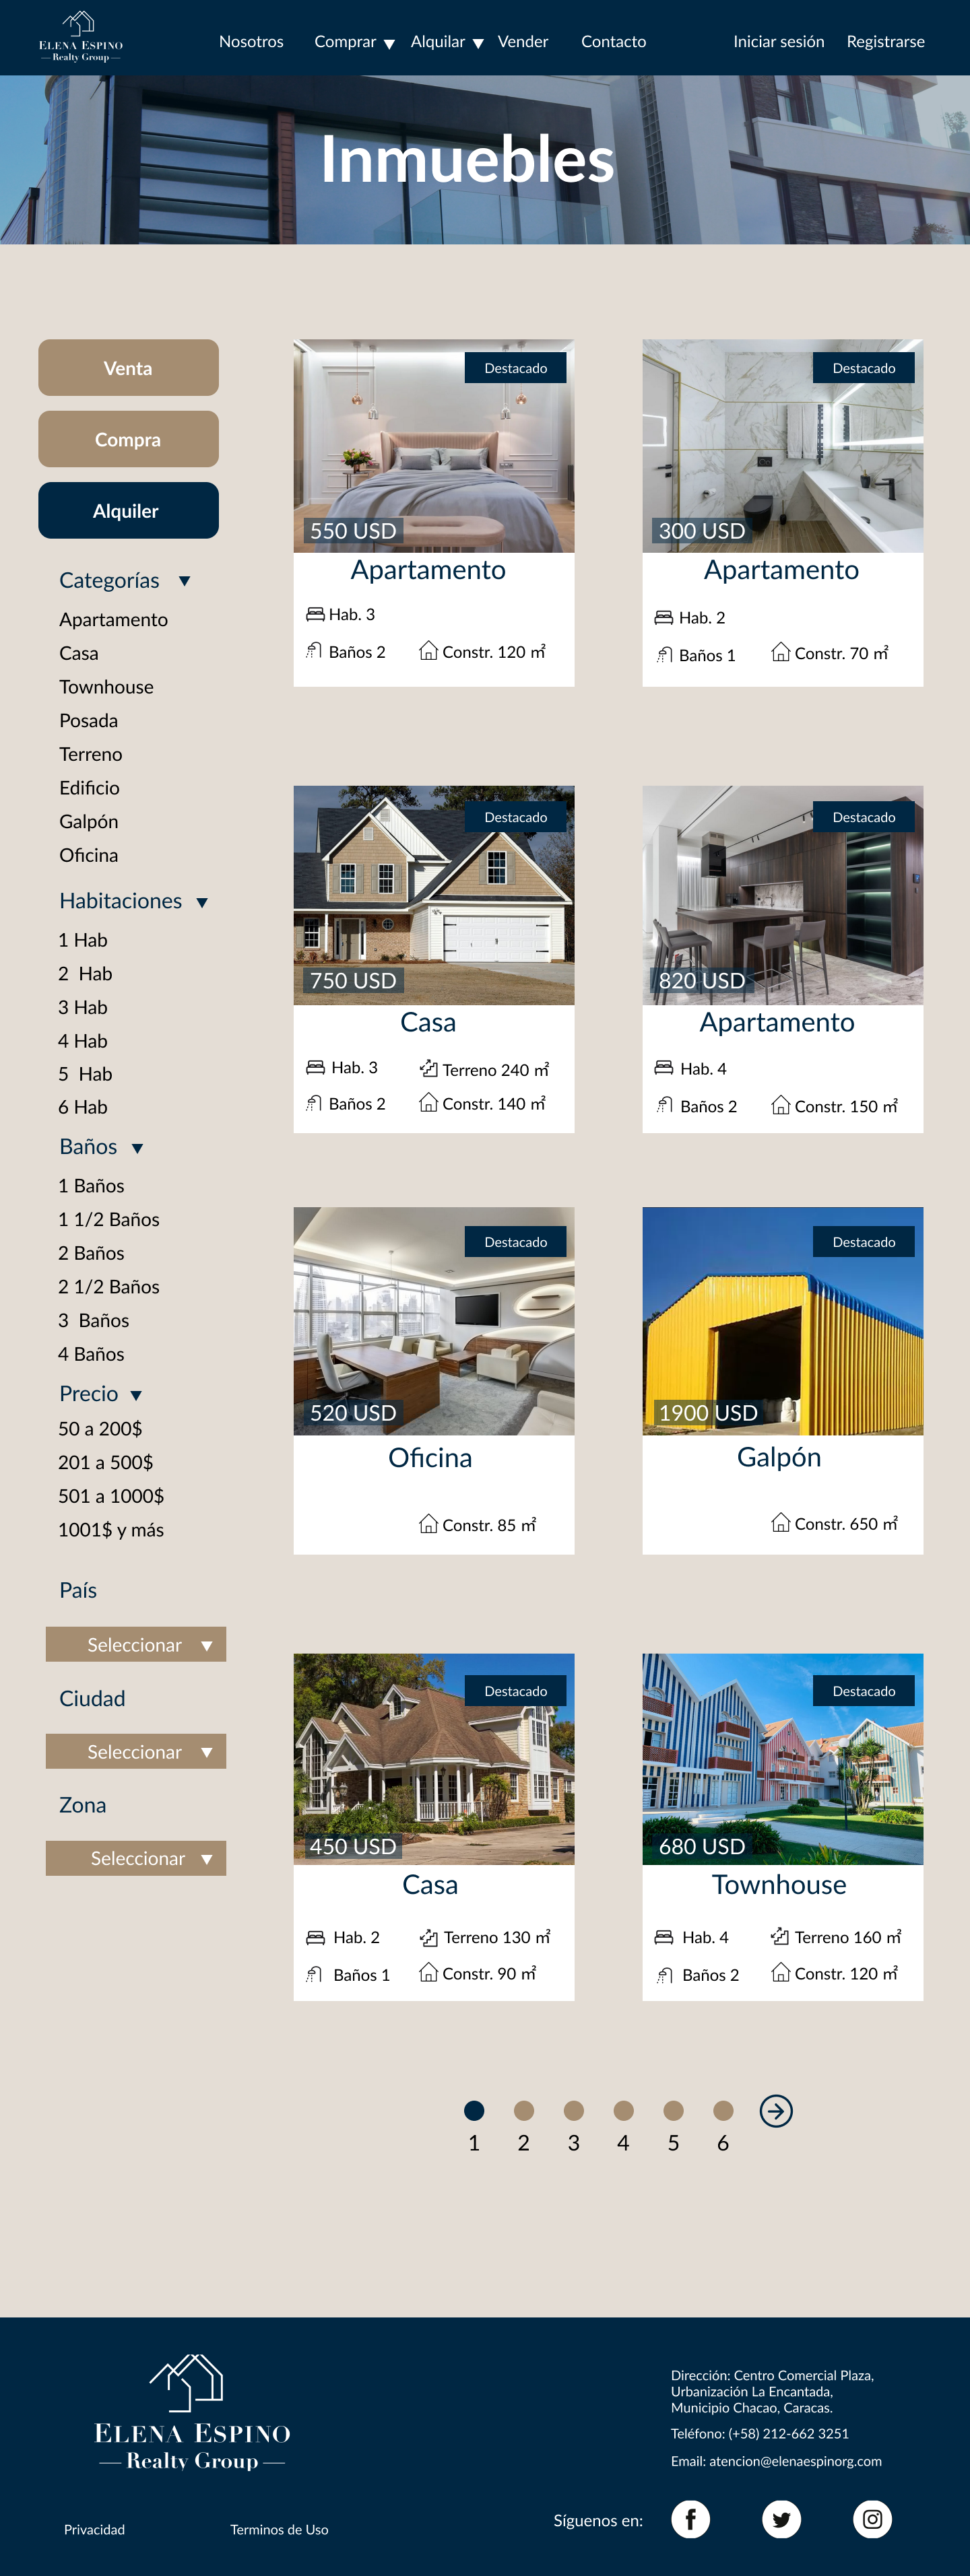 ELENA ESPINO
Realty Group
Nosotros
Comprar
Alquilar
Vender
Contacto
Iniciar sesión
Registrarse
Inmuebles
Venta
Compra
Alquiler
Categorías
Apartamento
Casa
Townhouse
Posada
Terreno
Edificio
Galpón
Oficina
Habitaciones
1 Hab
2 Hab
3 Hab
4 Hab
5 Hab
6 Hab
Baños
1 Baños
1 1/2 Baños
2 Baños
2 1/2 Baños
3 Baños
4 Baños
Precio
50 a 200$
201 a 500$
501 a 1000$
1001$ y más
País
Seleccionar
Ciudad
Seleccionar
Zona
Seleccionar
Destacado
550 USD
Apartamento
Hab. 3
Baños 2
Constr. 120 m²
Destacado
300 USD
Apartamento
Hab. 2
Baños 1
Constr. 70 m²
Destacado
750 USD
Casa
Hab. 3
Terreno 240 m²
Baños 2
Constr. 140 m²
Destacado
820 USD
Apartamento
Hab. 4
Baños 2
Constr. 150 m²
Destacado
520 USD
Oficina
Constr. 85 m²
Destacado
1900 USD
Galpón
Constr. 650 m²
Destacado
450 USD
Casa
Hab. 2
Terreno 130 m²
Baños 1
Constr. 90 m²
Destacado
680 USD
Townhouse
Hab. 4
Terreno 160 m²
Baños 2
Constr. 120 m²
1 2 3 4 5 6
ELENA ESPINO
Realty Group
Privacidad
Terminos de Uso
Dirección: Centro Comercial Plaza,
Urbanización La Encantada,
Municipio Chacao, Caracas.
Teléfono: (+58) 212-662 3251
Email: atencion@elenaespinorg.com
Síguenos en: